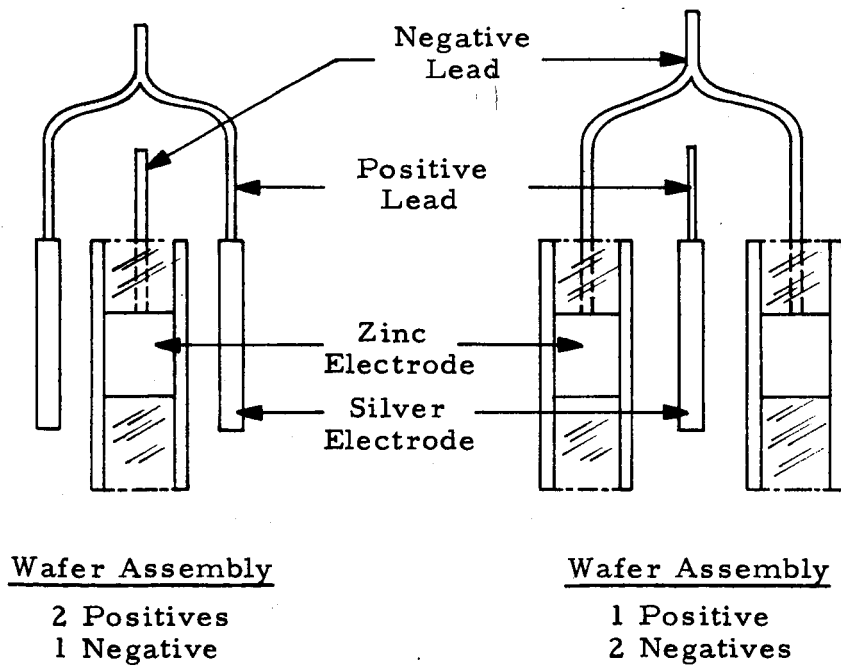 Negative
Lead
Positive
Lead
Zinc
Electrode
Silver
Electrode
Wafer Assembly
2 Positives
1 Negative
Wafer Assembly
1 Positive
2 Negatives